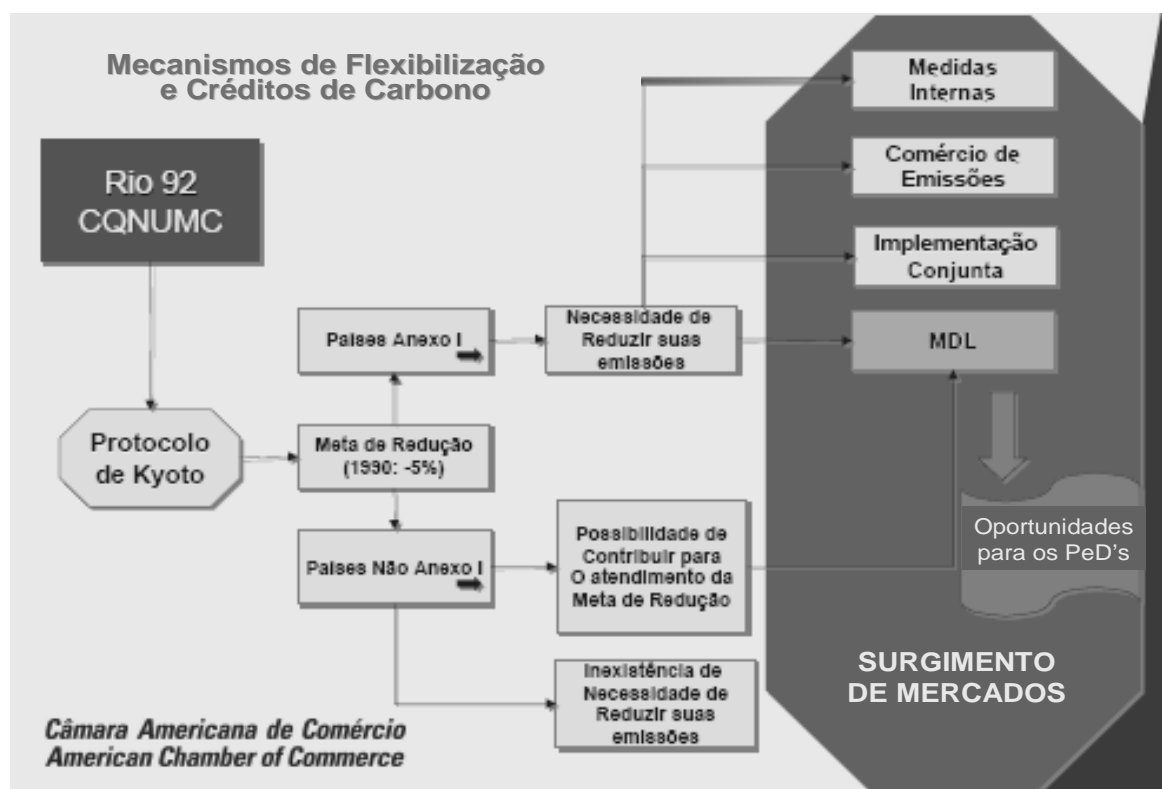 Mecanismos de Flexibilização
e Créditos de Carbono
Rio 92
CQNUMC
Protocolo
de Kyoto
Meta de Redução
(1990: -5%)
Países Anexo I
Necessidade de
Reduzir suas
emissões
Medidas
Internas
Comércio de
Emissões
Implementação
Conjunta
MDL
Países Não Anexo I
Possibilidade de
Contribuir para
O atendimento da
Meta de Redução
Inexistência de
Necessidade de
Reduzir suas
emissões
Oportunidades
para os PeD's
SURGIMENTO
DE MERCADOS
Câmara Americana de Comércio
American Chamber of Commerce